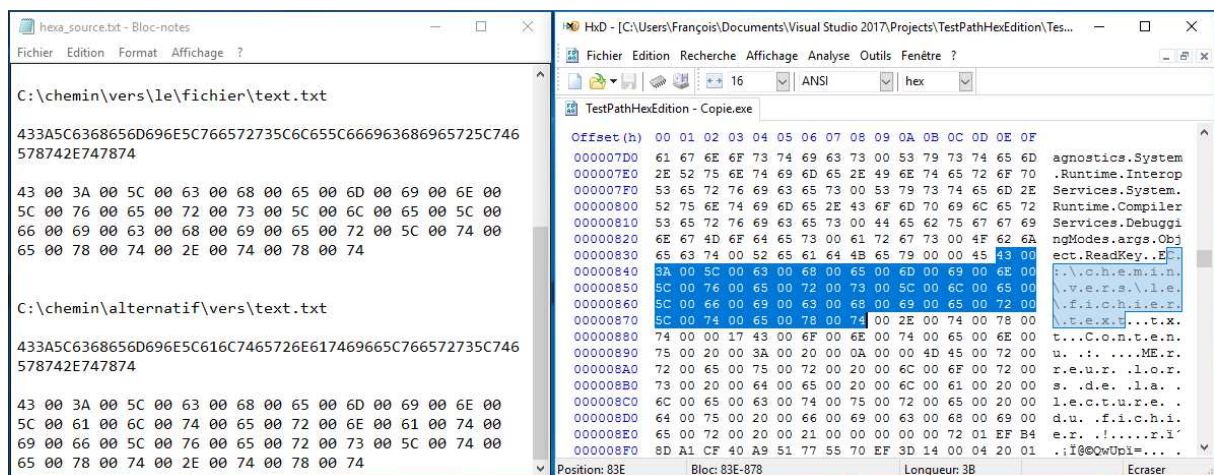 hexa_source.txt - Bloc-notes
Fichier Edition Format Affichage ?
C:\chemin\vers\le\fichier\text.txt
433A5C6368656D696E5C766572735C6C655C666963686965725C746
578742E747874
43 00 3A 00 5C 00 63 00 68 00 65 00 6D 00 69 00 6E 00
5C 00 76 00 65 00 72 00 73 00 5C 00 6C 00 65 00 5C 00
66 00 69 00 63 00 68 00 69 00 65 00 72 00 5C 00 74 00
65 00 78 00 74 00 2E 00 74 00 78 00 74
C:\chemin\alternatif\vers\text.txt
433A5C6368656D696E5C616C7465726E617469665C766572735C746
578742E747874
43 00 3A 00 5C 00 63 00 68 00 65 00 6D 00 69 00 6E 00
5C 00 61 00 6C 00 74 00 65 00 72 00 6E 00 61 00 74 00
69 00 66 00 5C 00 76 00 65 00 72 00 73 00 5C 00 74 00
65 00 78 00 74 00 2E 00 74 00 78 00 74
HxD - [C:\Users\François\Documents\Visual Studio 2017\Projects\TestPathHexEdition\Tes...
Fichier Edition Recherche Affichage Analyse Outils Fenêtre ?
16 ANSI hex
TestPathHexEdition - Copie.exe
Offset(h) 00 01 02 03 04 05 06 07 08 09 0A 0B 0C 0D 0E 0F
000007D0 61 67 6E 6F 73 74 69 63 73 00 53 79 73 74 65 6D agnostics.System
000007E0 2E 52 75 6E 74 69 6D 65 2E 49 6E 74 65 72 6F 70 .Runtime.Interop
000007F0 53 65 72 76 69 63 65 73 00 53 79 73 74 65 6D 2E Services.System.
00000800 52 75 6E 74 69 6D 65 2E 43 6F 6D 70 69 6C 65 72 Runtime.Compiler
00000810 53 65 72 76 69 63 65 73 00 44 65 62 75 67 67 69 Services.Debuggi
00000820 6E 67 4D 6F 64 65 73 00 61 72 67 73 00 4F 62 6A ngModes.args.Obj
00000830 65 63 74 00 52 65 61 64 4B 65 79 00 00 45 43 00 ect.ReadKey..EC.
00000840 3A 00 5C 00 63 00 68 00 65 00 6D 00 69 00 6E 00 :.\.c.h.e.m.i.n.
00000850 5C 00 76 00 65 00 72 00 73 00 5C 00 6C 00 65 00 \.v.e.r.s.\.l.e.
00000860 5C 00 66 00 69 00 63 00 68 00 69 00 65 00 72 00 \.f.i.c.h.i.e.r.
00000870 5C 00 74 00 65 00 78 00 74 00 2E 00 74 00 78 00 \.t.e.x.t...t.x.
00000880 74 00 00 17 43 00 6F 00 6E 00 74 00 65 00 6E 00 t...C.o.n.t.e.n.
00000890 75 00 20 00 3A 00 20 00 0A 00 00 4D 45 00 72 00 u. .:. ....ME.r.
000008A0 72 00 65 00 75 00 72 00 20 00 6C 00 6F 00 72 00 r.e.u.r. .l.o.r.
000008B0 73 00 20 00 64 00 65 00 20 00 6C 00 61 00 20 00 s. .d.e. .l.a. .
000008C0 6C 00 65 00 63 00 74 00 75 00 72 00 65 00 20 00 l.e.c.t.u.r.e. .
000008D0 64 00 75 00 20 00 66 00 69 00 63 00 68 00 69 00 d.u. .f.i.c.h.i.
000008E0 65 00 72 00 20 00 21 00 00 00 00 00 72 01 EF B4 e.r. .!.....r.ï´
000008F0 8D A1 CF 40 A9 51 77 55 70 EF 3D 14 00 04 20 01 .¡Ï@©QwUpï=... .
Position: 83E Bloc: 83E-878 Longueur: 3B Ecraser